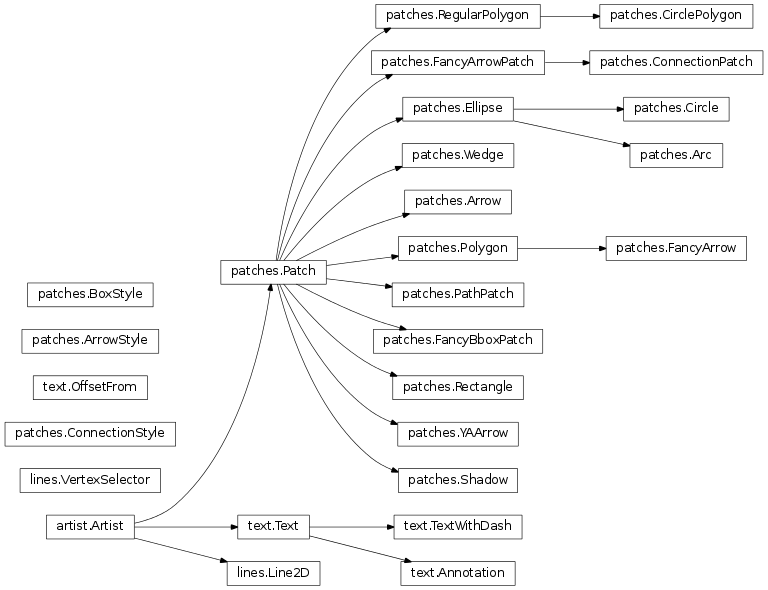 patches.RegularPolygon
patches.CirclePolygon
patches.FancyArrowPatch
patches.ConnectionPatch
patches.Ellipse
patches.Circle
patches.Wedge
patches.Arc
patches.Arrow
patches.Polygon
patches.FancyArrow
patches.Patch
patches.BoxStyle
patches.PathPatch
patches.ArrowStyle
patches.FancyBboxPatch
text.OffsetFrom
patches.Rectangle
patches.ConnectionStyle
patches.YAArrow
lines.VertexSelector
patches.Shadow
artist.Artist
text.Text
text.TextWithDash
lines.Line2D
text.Annotation